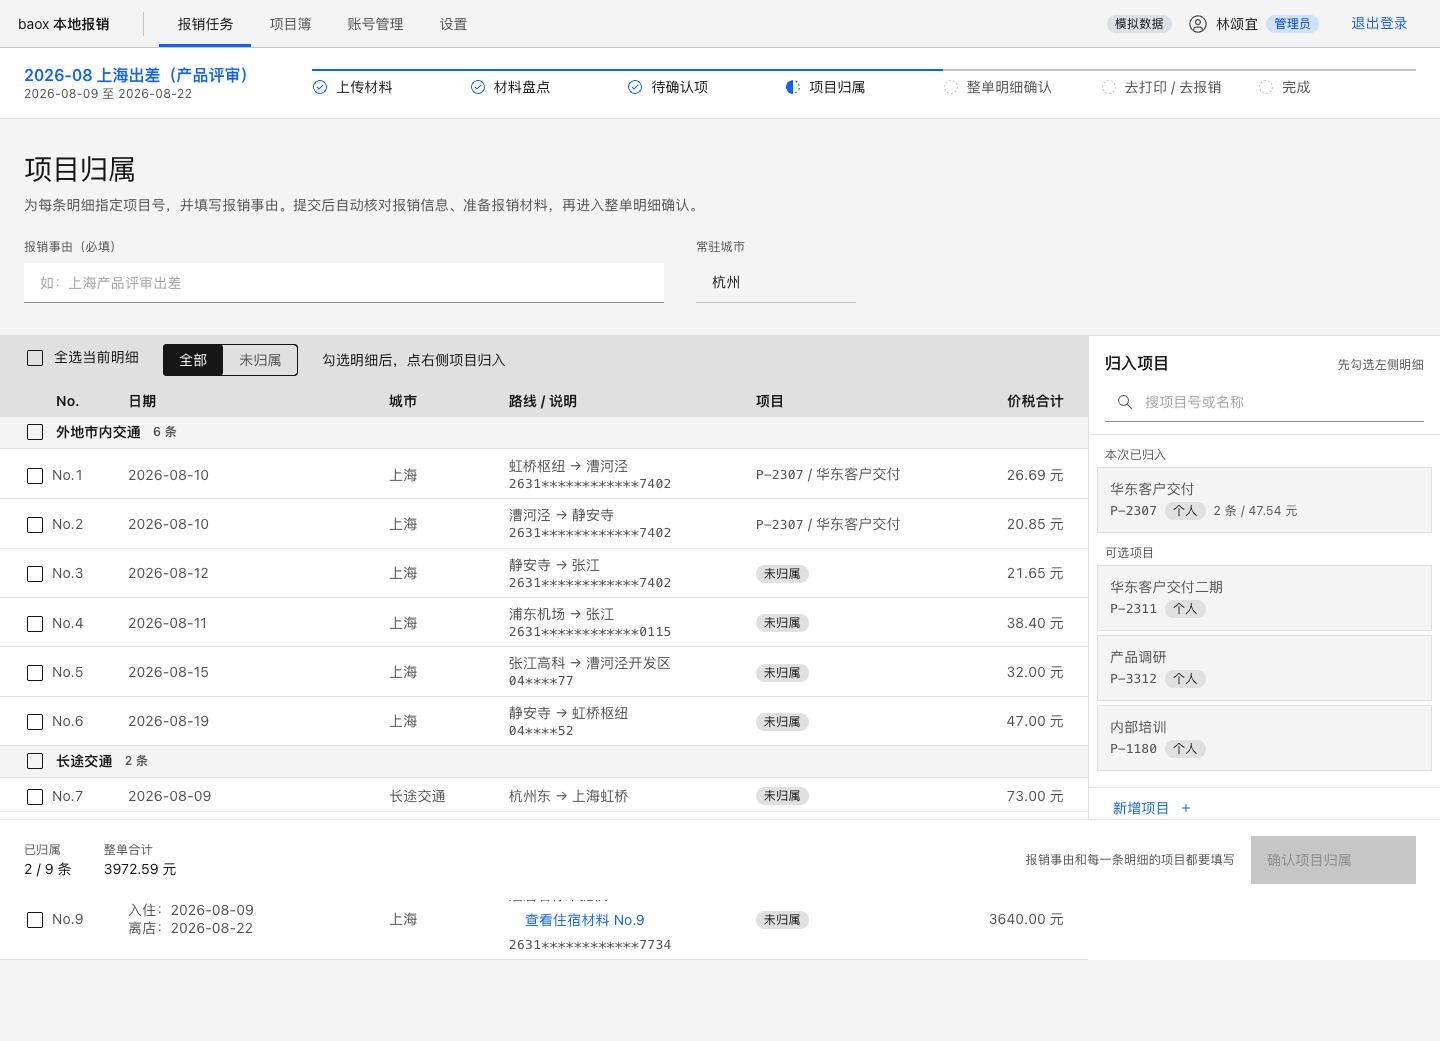 baox 本地报销
报销任务
项目簿
账号管理
设置
模拟数据
林颂宜
管理员
退出登录
2026-08 上海出差（产品评审）
2026-08-09 至 2026-08-22
上传材料
材料盘点
待确认项
项目归属
整单明细确认
去打印 / 去报销
完成
项目归属
为每条明细指定项目号，并填写报销事由。提交后自动核对报销信息、准备报销材料，再进入整单明细确认。
报销事由（必填）
常驻城市
如：上海产品评审出差
杭州
全选当前明细
全部
未归属
勾选明细后，点右侧项目归入
No. 日期 城市 路线 / 说明 项目 价税合计
外地市内交通 6 条
No.1 2026-08-10 上海 虹桥枢纽 → 漕河泾 P-2307 / 华东客户交付 26.69 元
2631************7402
No.2 2026-08-10 上海 漕河泾 → 静安寺 P-2307 / 华东客户交付 20.85 元
2631************7402
No.3 2026-08-12 上海 静安寺 → 张江 未归属 21.65 元
2631************7402
No.4 2026-08-11 上海 浦东机场 → 张江 未归属 38.40 元
2631************0115
No.5 2026-08-15 上海 张江高科 → 漕河泾开发区 未归属 32.00 元
04****77
No.6 2026-08-19 上海 静安寺 → 虹桥枢纽 未归属 47.00 元
04****52
长途交通 2 条
No.7 2026-08-09 长途交通 杭州东 → 上海虹桥 未归属 73.00 元
归入项目
先勾选左侧明细
搜项目号或名称
本次已归入
华东客户交付
P-2307 个人 2 条 / 47.54 元
可选项目
华东客户交付二期
P-2311 个人
产品调研
P-3312 个人
内部培训
P-1180 个人
新增项目 +
已归属
2 / 9 条
整单合计
3972.59 元
报销事由和每一条明细的项目都要填写
确认项目归属
No.9
入住：2026-08-09
离店：2026-08-22
上海
查看住宿材料 No.9
2631************7734
未归属
3640.00 元